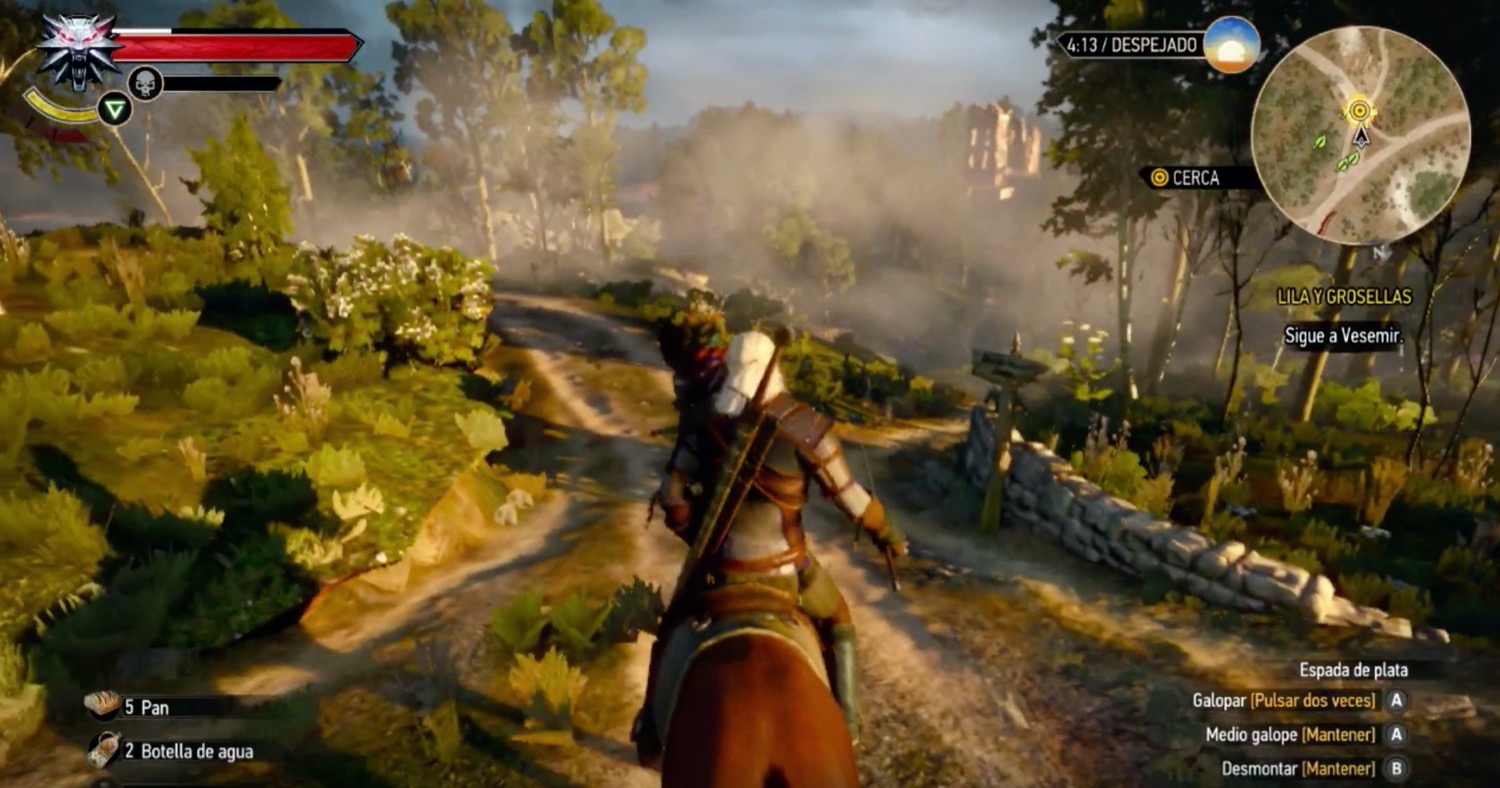 4:13 / DESPEJADO
CERCA
N
LILA Y GROSELLAS
Sigue a Vesemir.
5 Pan
2 Botella de agua
Espada de plata
Galopar [Pulsar dos veces] A
Medio galope [Mantener] A
Desmontar [Mantener] B